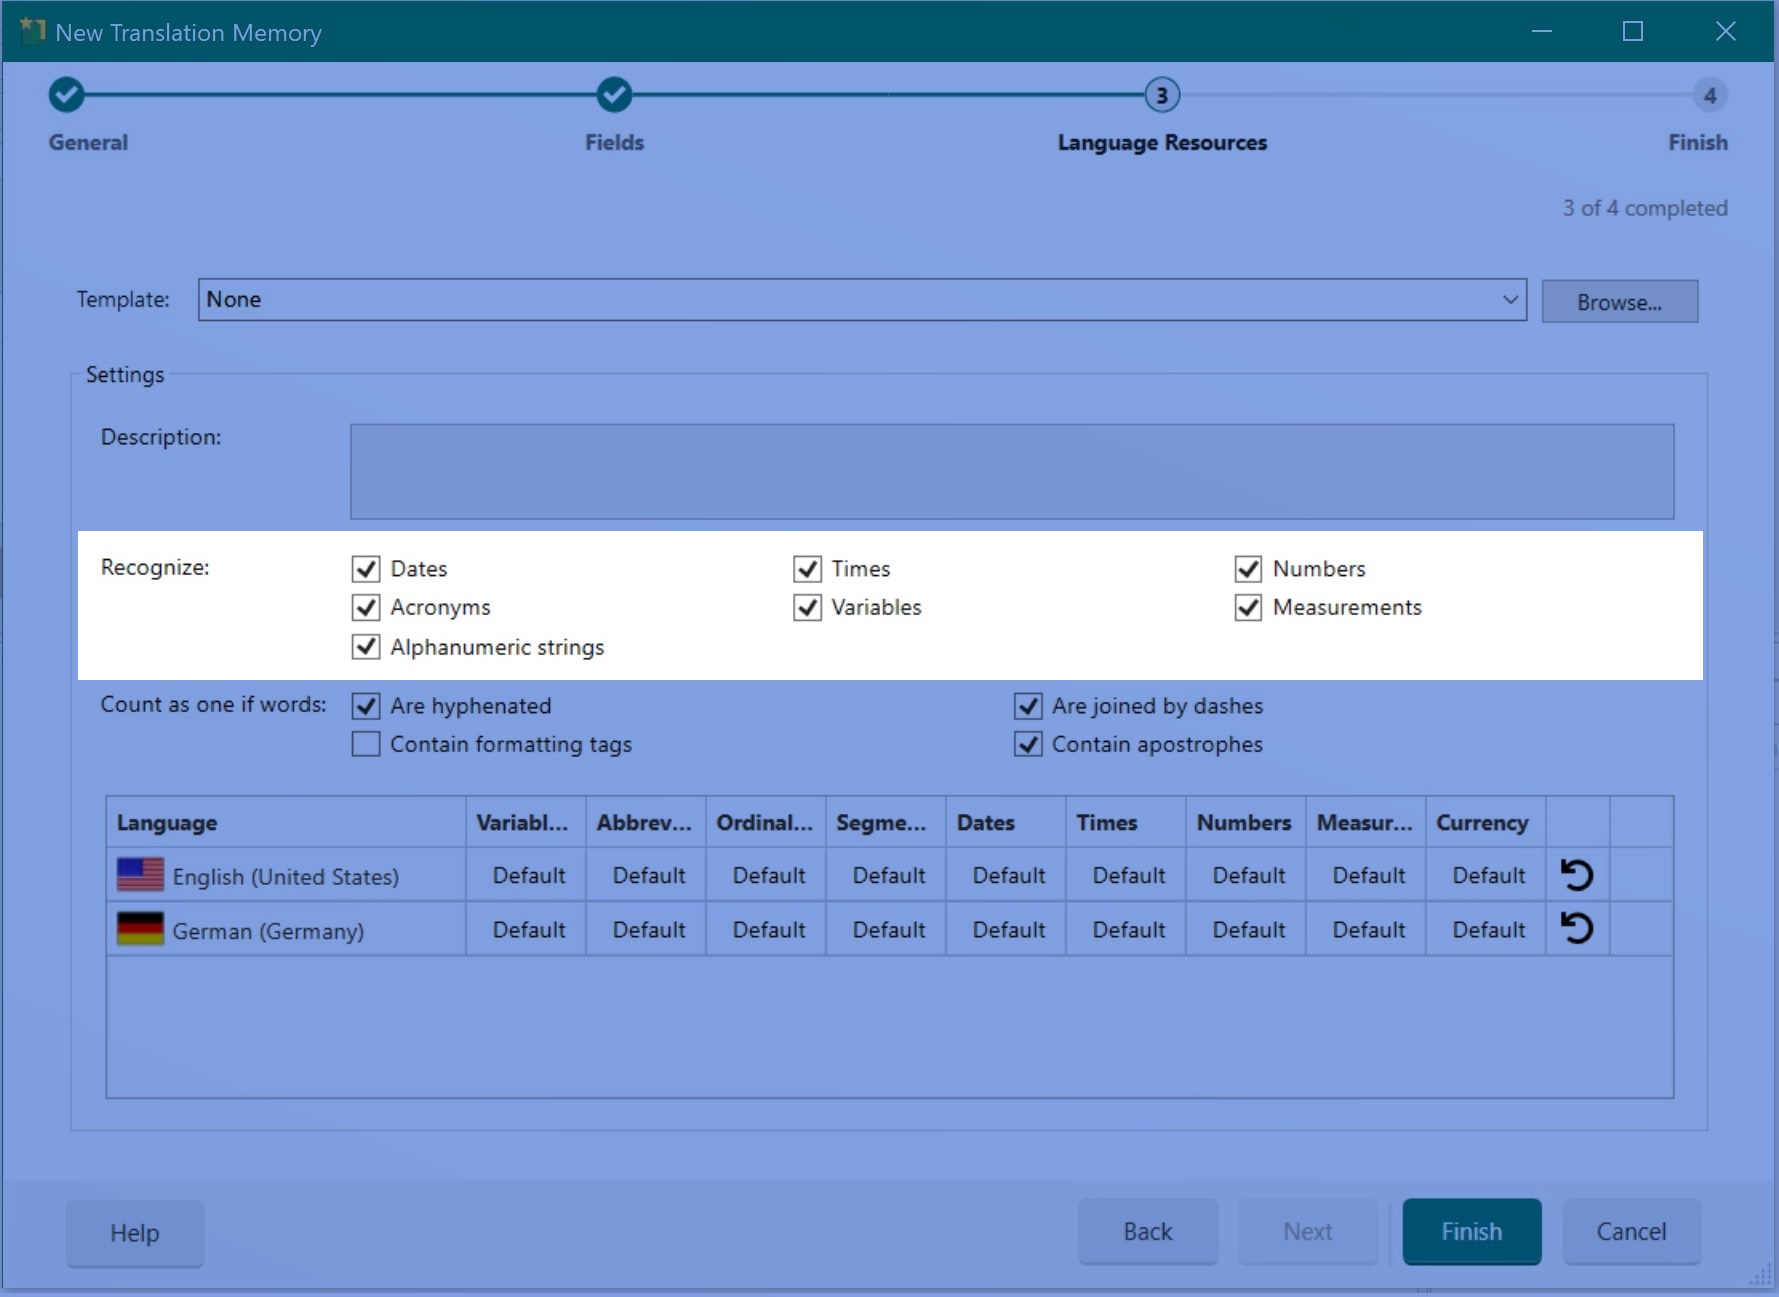 New Translation Memory
3
4
General
Fields
Language Resources
Finish
3 of 4 completed
Template:
None
Browse...
Settings
Description:
Recognize:
Dates
Times
Numbers
Acronyms
Variables
Measurements
Alphanumeric strings
Count as one if words:
Are hyphenated
Are joined by dashes
Contain formatting tags
Contain apostrophes
Language Variabl... Abbrev... Ordinal... Segme... Dates Times Numbers Measur... Currency
English (United States) Default Default Default Default Default Default Default Default Default
German (Germany) Default Default Default Default Default Default Default Default Default
Help
Back
Next
Finish
Cancel